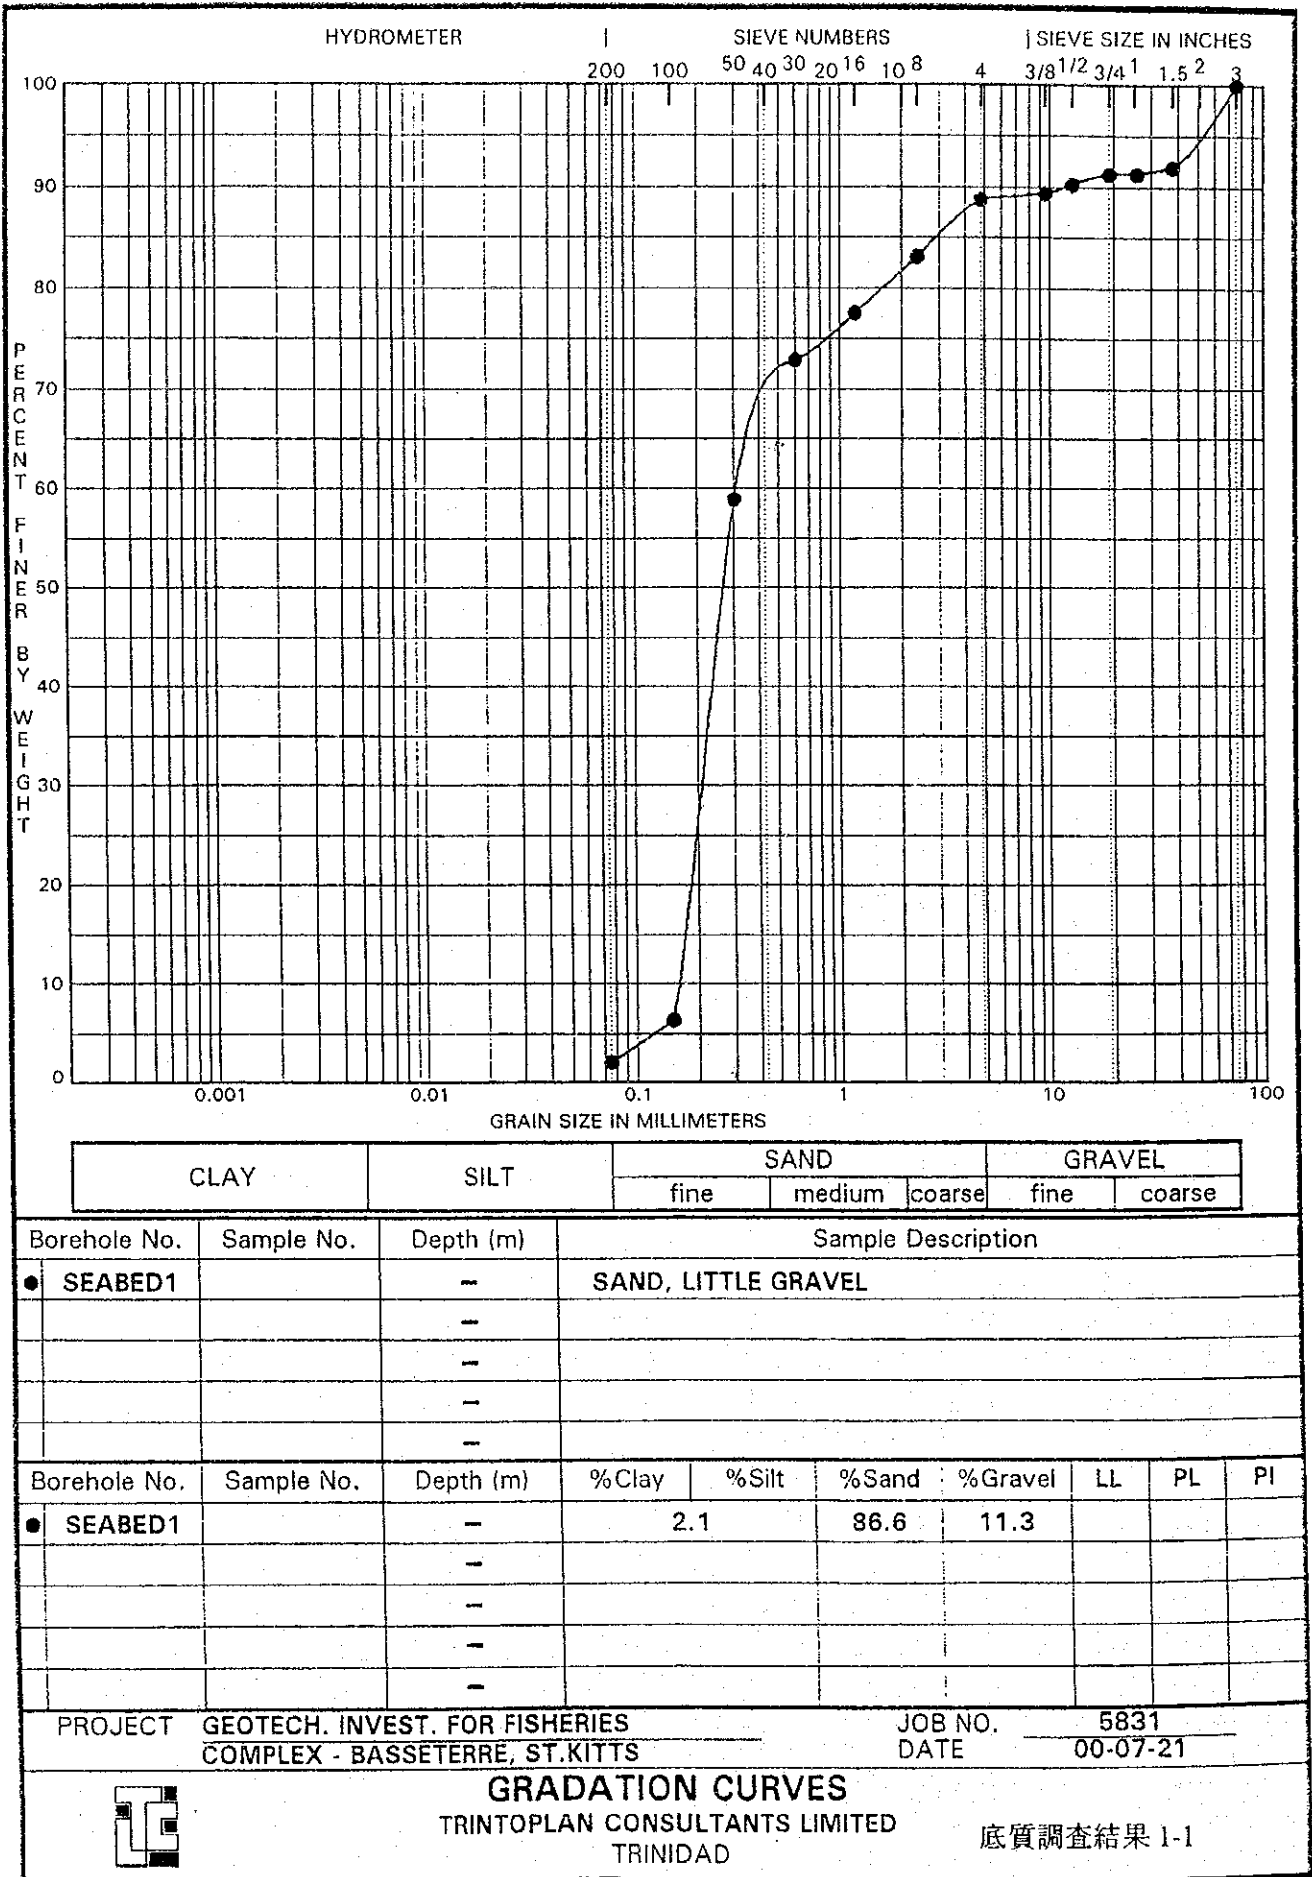 HYDROMETER SIEVE NUMBERS SIEVE SIZE IN INCHES
200 100 50 40 30 20 16 10 8 4 3/8 1/2 3/4 1 1.5 2 3
100
90
80
70
60
50
40
30
20
10
0
PERCENT FINER BY WEIGHT
0.001 0.01 0.1 1 10 100
GRAIN SIZE IN MILLIMETERS
CLAY SILT SAND GRAVEL
fine medium coarse fine coarse
Borehole No. Sample No. Depth (m) Sample Description
SEABED1 – SAND, LITTLE GRAVEL
–
–
–
–
Borehole No. Sample No. Depth (m) %Clay %Silt %Sand %Gravel LL PL PI
SEABED1 – 2.1 86.6 11.3
–
–
–
–
PROJECT GEOTECH. INVEST. FOR FISHERIES JOB NO. 5831
COMPLEX - BASSETERRE, ST.KITTS DATE 00-07-21
GRADATION CURVES
TRINTOPLAN CONSULTANTS LIMITED
TRINIDAD
底質調査結果 1-1